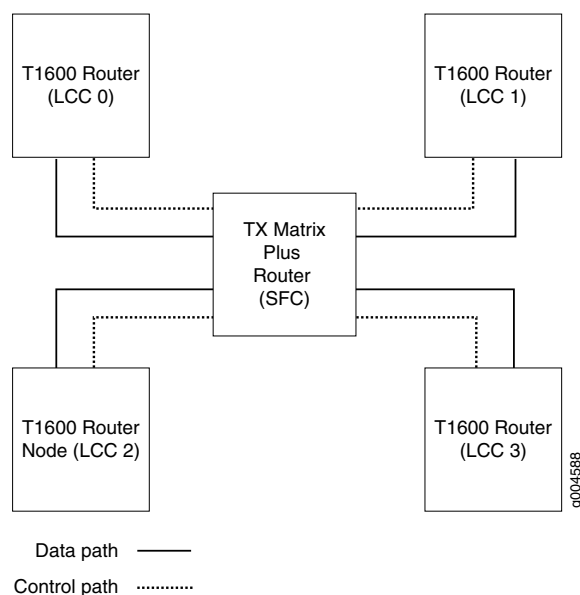 T1600 Router
(LCC 0)
T1600 Router
(LCC 1)
TX Matrix
Plus
Router
(SFC)
T1600 Router
Node (LCC 2)
T1600 Router
(LCC 3)
g004588
Data path
Control path